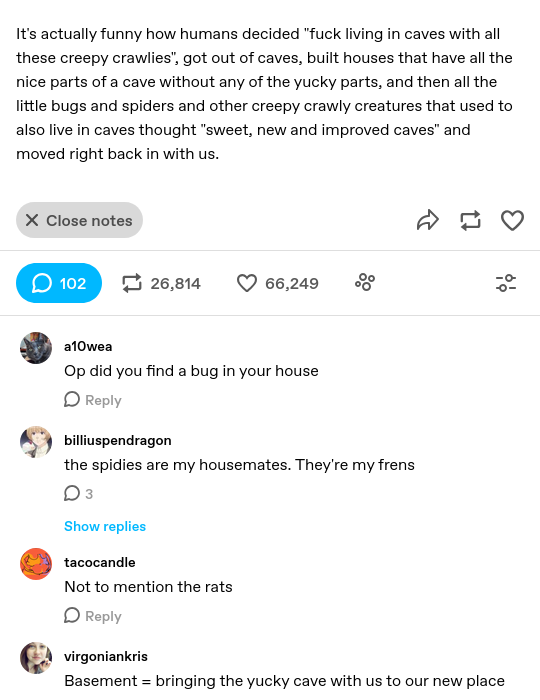 It's actually funny how humans decided "fuck living in caves with all
these creepy crawlies", got out of caves, built houses that have all the
nice parts of a cave without any of the yucky parts, and then all the
little bugs and spiders and other creepy crawly creatures that used to
also live in caves thought "sweet, new and improved caves" and
moved right back in with us.
Close notes
102 26,814 66,249
a10wea
Op did you find a bug in your house
Reply
billiuspendragon
the spidies are my housemates. They're my frens
3
Show replies
tacocandle
Not to mention the rats
Reply
virgoniankris
Basement = bringing the yucky cave with us to our new place